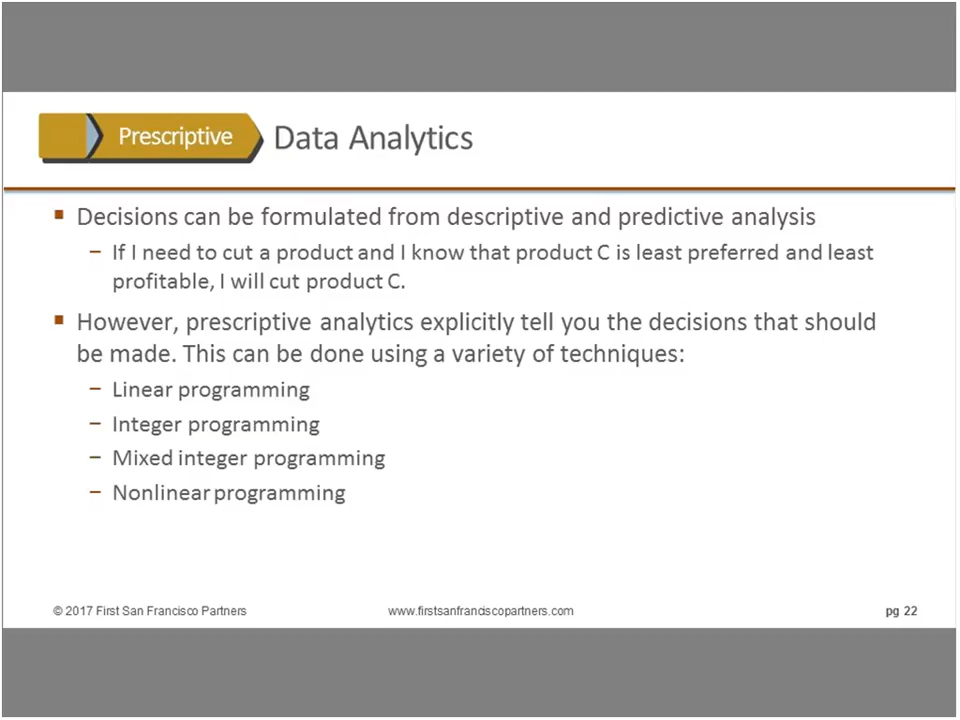 Prescriptive Data Analytics
▪ Decisions can be formulated from descriptive and predictive analysis
– If I need to cut a product and I know that product C is least preferred and least
profitable, I will cut product C.
▪ However, prescriptive analytics explicitly tell you the decisions that should
be made. This can be done using a variety of techniques:
– Linear programming
– Integer programming
– Mixed integer programming
– Nonlinear programming
© 2017 First San Francisco Partners www.firstsanfranciscopartners.com pg 22